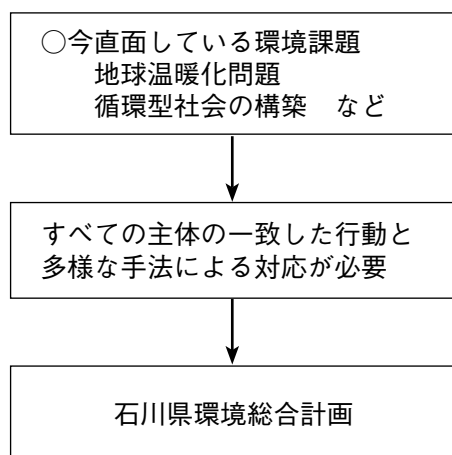 ○今直面している環境課題
地球温暖化問題
循環型社会の構築　など
すべての主体の一致した行動と
多様な手法による対応が必要
石川県環境総合計画